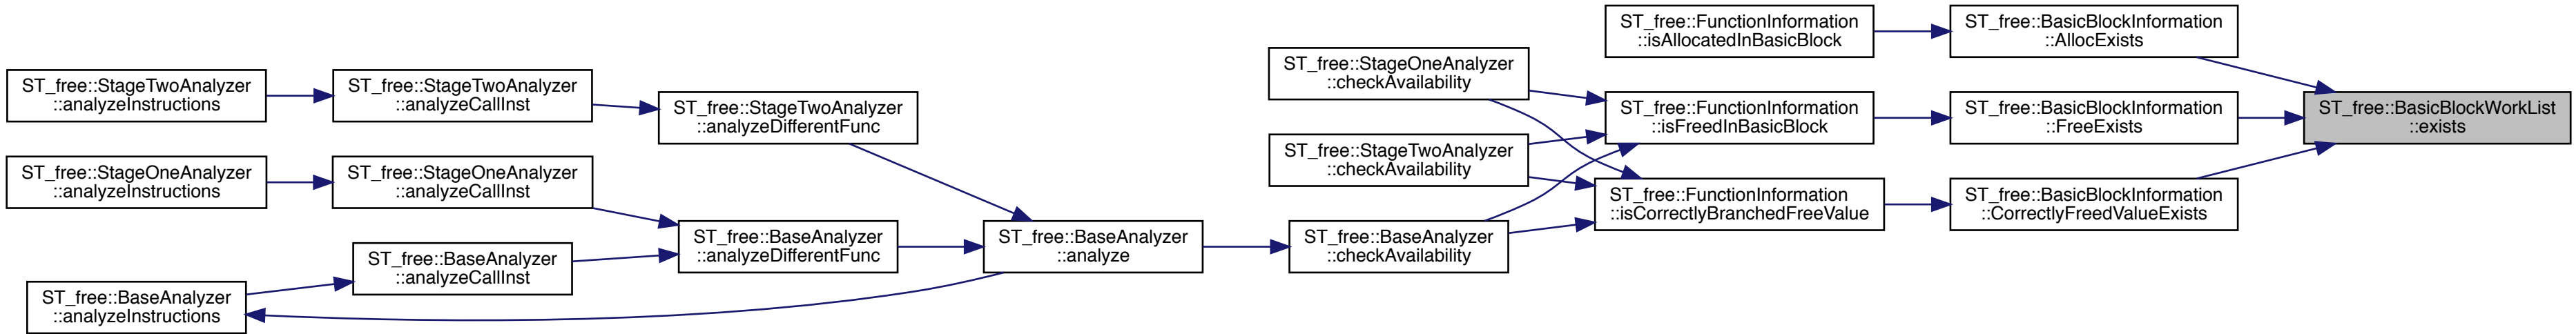 ST_free::StageTwoAnalyzer
::analyzeInstructions
ST_free::StageOneAnalyzer
::analyzeInstructions
ST_free::BaseAnalyzer
::analyzeInstructions
ST_free::StageTwoAnalyzer
::analyzeCallInst
ST_free::StageOneAnalyzer
::analyzeCallInst
ST_free::BaseAnalyzer
::analyzeCallInst
ST_free::StageTwoAnalyzer
::analyzeDifferentFunc
ST_free::BaseAnalyzer
::analyzeDifferentFunc
ST_free::BaseAnalyzer
::analyze
ST_free::StageOneAnalyzer
::checkAvailability
ST_free::StageTwoAnalyzer
::checkAvailability
ST_free::BaseAnalyzer
::checkAvailability
ST_free::FunctionInformation
::isAllocatedInBasicBlock
ST_free::FunctionInformation
::isFreedInBasicBlock
ST_free::FunctionInformation
::isCorrectlyBranchedFreeValue
ST_free::BasicBlockInformation
::AllocExists
ST_free::BasicBlockInformation
::FreeExists
ST_free::BasicBlockInformation
::CorrectlyFreedValueExists
ST_free::BasicBlockWorkList
::exists